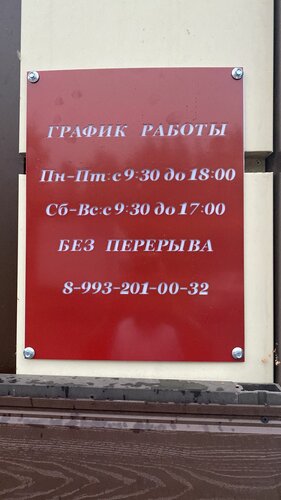 ГРАФИК РАБОТЫ
Пн-Пт: с 9:30 до 18:00
Сб-Вс: с 9:30 до 17:00
БЕЗ ПЕРЕРЫВА
8-993-201-00-32